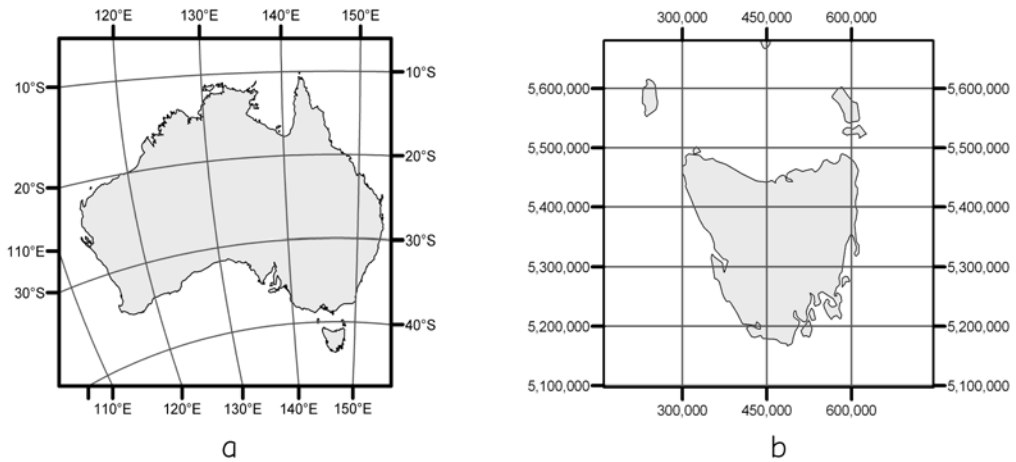 120°E 130°E 140°E 150°E
10°S 10°S
20°S 20°S
110°E 30°S
30°S 40°S
110°E 120°E 130°E 140°E 150°E
a
300,000 450,000 600,000
5,600,000 5,600,000
5,500,000 5,500,000
5,400,000 5,400,000
5,300,000 5,300,000
5,200,000 5,200,000
5,100,000 5,100,000
300,000 450,000 600,000
b